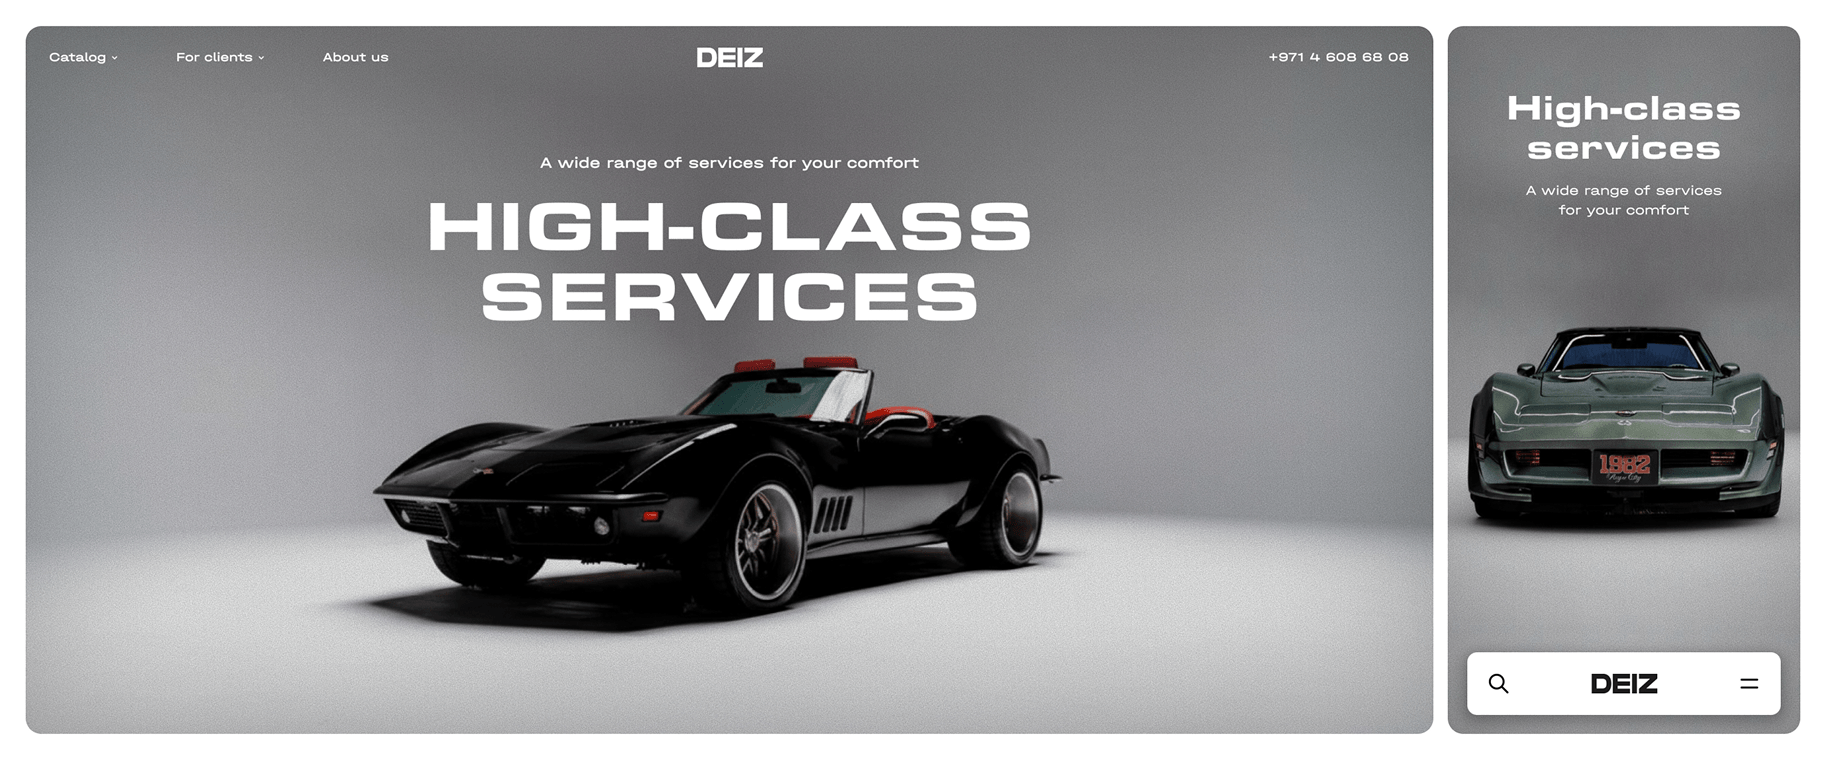 Catalog
For clients
About us
DEIZ
+971 4 608 68 08
A wide range of services for your comfort
HIGH-CLASS
SERVICES
High-class
services
A wide range of services
for your comfort
1982
DEIZ